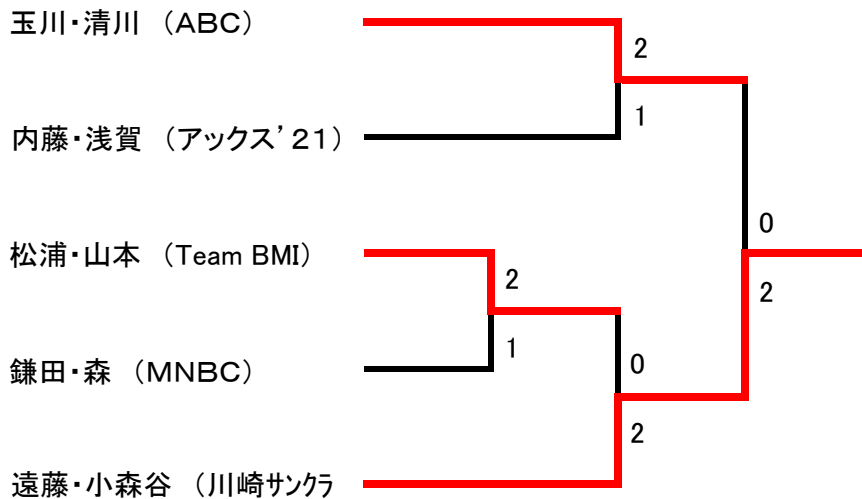 玉川・清川 （ABC）
2
1
内藤・浅賀 （アックス’２１）
0
松浦・山本 （Team BMI）
2
2
1
鎌田・森 （MNBC）
0
2
遠藤・小森谷 （川崎サンクラ